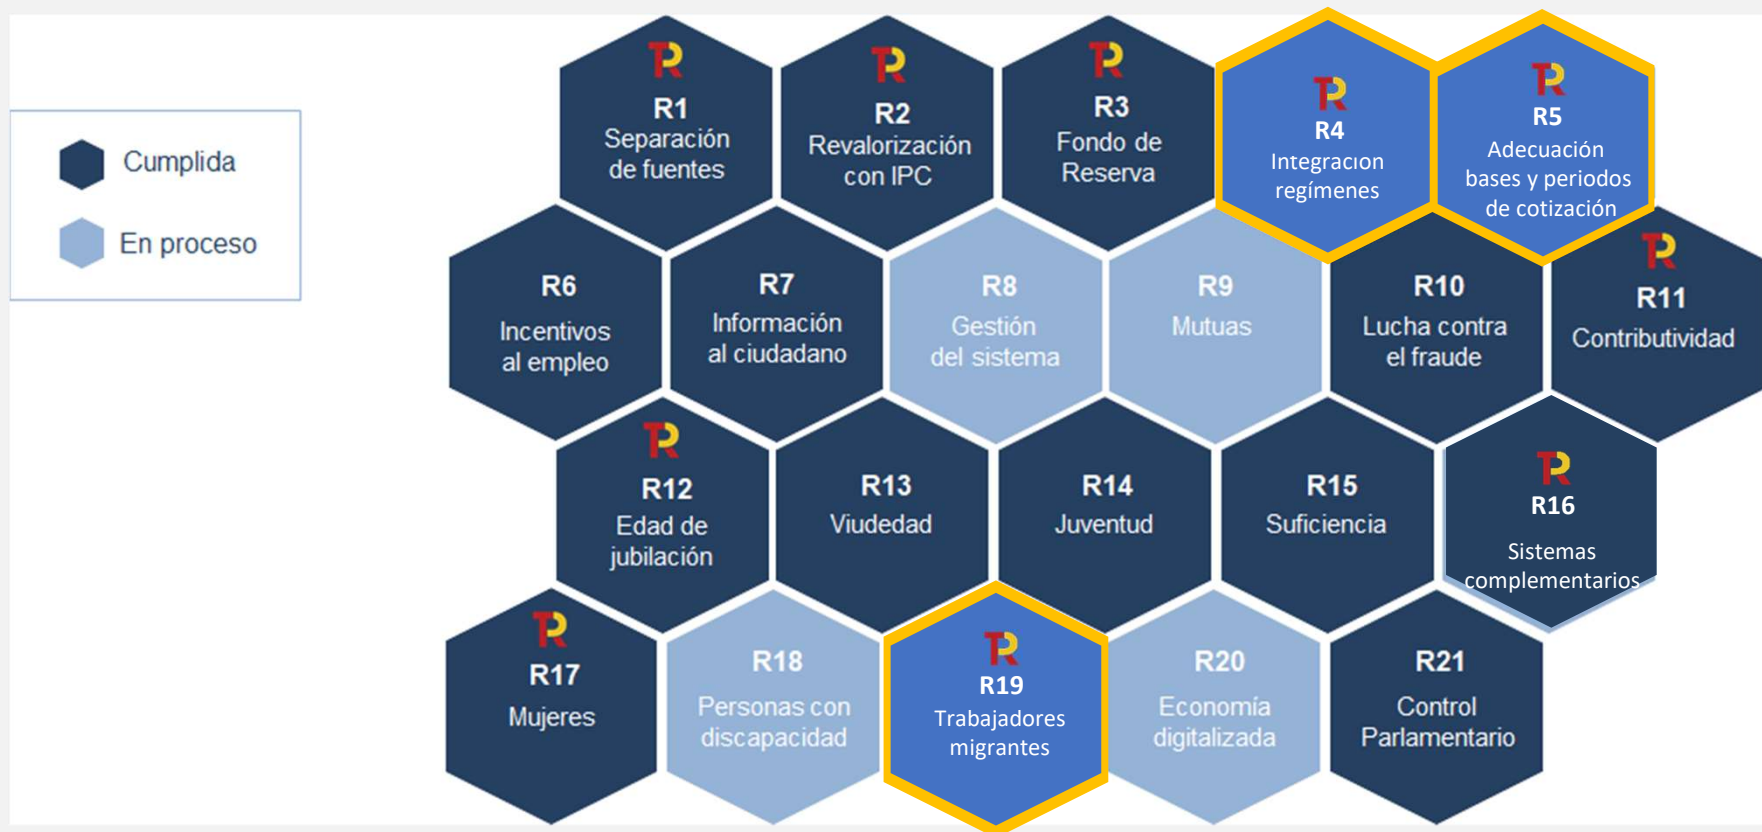 Cumplida
En proceso
R1
Separación
de fuentes
R2
Revalorización
con IPC
R3
Fondo de
Reserva
R4
Integracion
regímenes
R5
Adecuación
bases y periodos
de cotización
R6
Incentivos
al empleo
R7
Información
al ciudadano
R8
Gestión
del sistema
R9
Mutuas
R10
Lucha contra
el fraude
R11
Contributividad
R12
Edad de
jubilación
R13
Viudedad
R14
Juventud
R15
Suficiencia
R16
Sistemas
complementarios
R17
Mujeres
R18
Personas con
discapacidad
R19
Trabajadores
migrantes
R20
Economía
digitalizada
R21
Control
Parlamentario